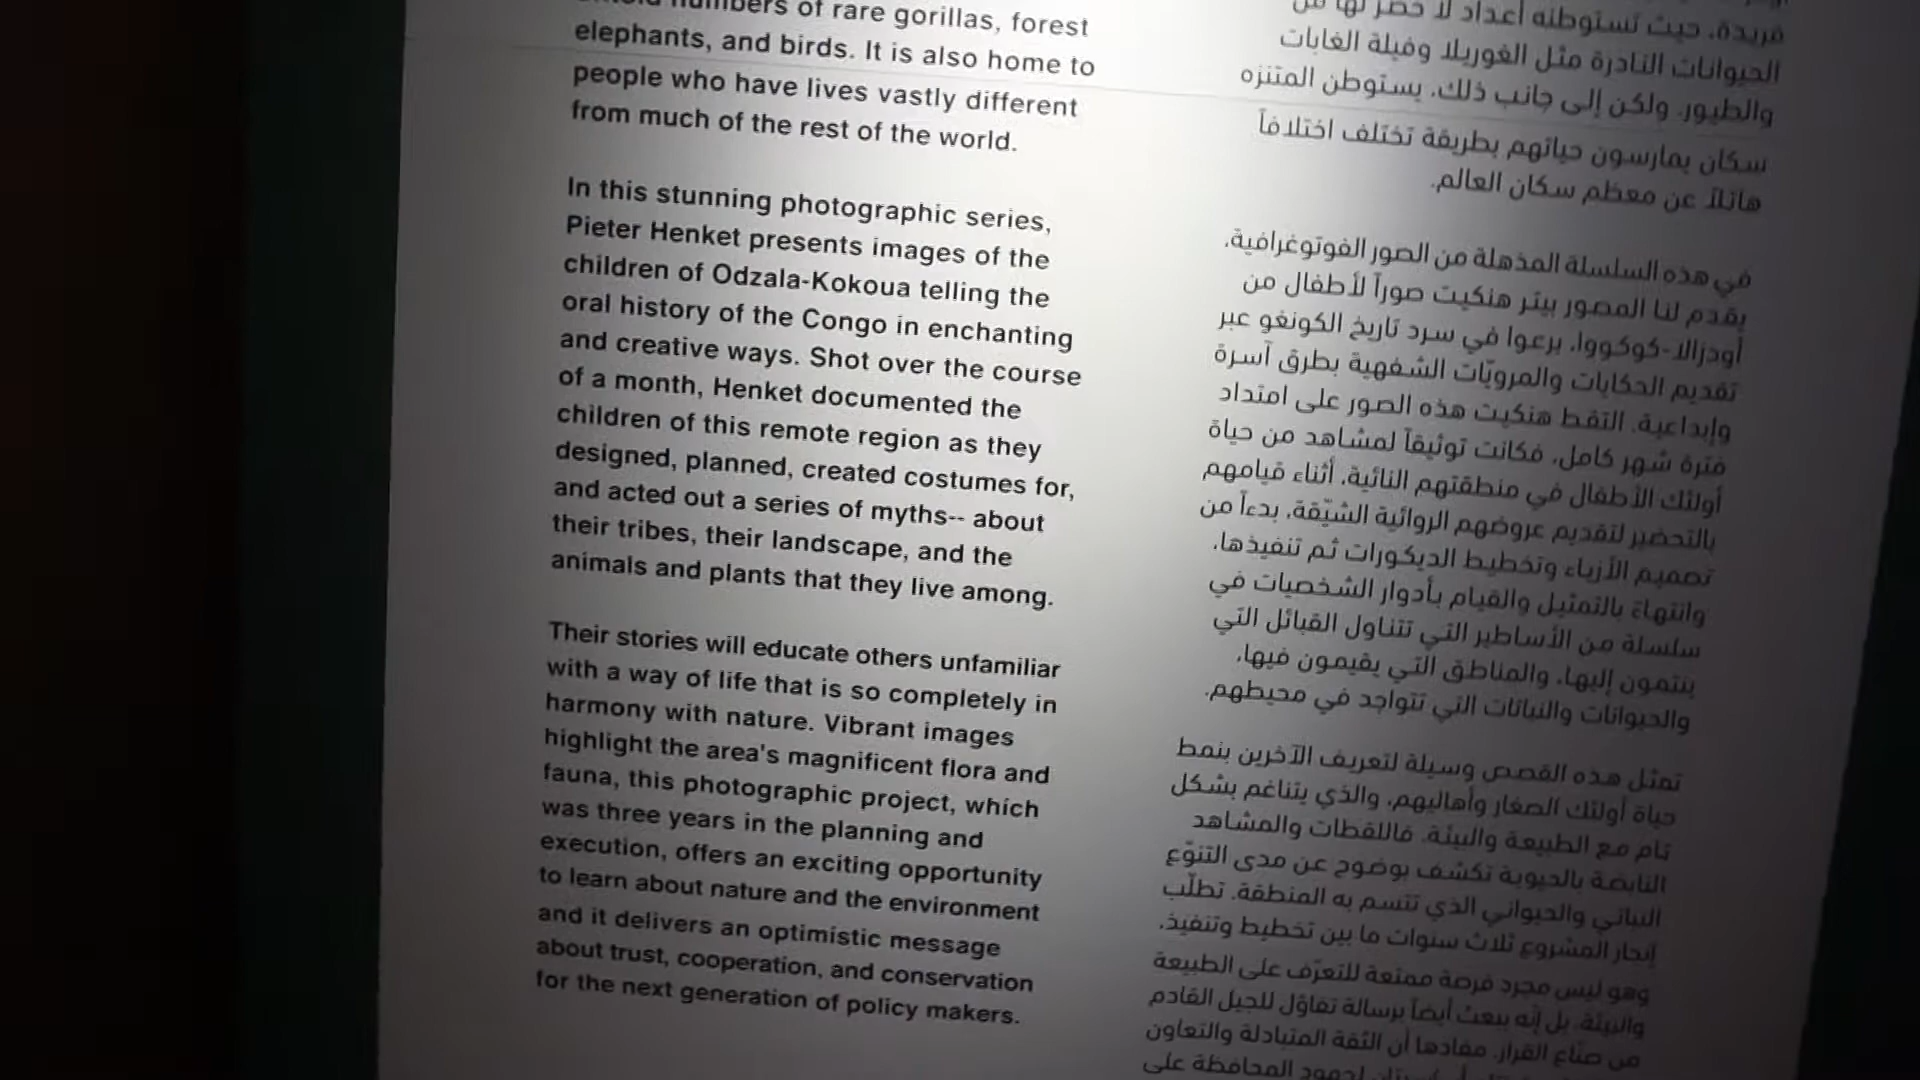 numbers of rare gorillas, forest
elephants, and birds. It is also home to
people who have lives vastly different
from much of the rest of the world.
In this stunning photographic series,
Pieter Henket presents images of the
children of Odzala-Kokoua telling the
oral history of the Congo in enchanting
and creative ways. Shot over the course
of a month, Henket documented the
children of this remote region as they
designed, planned, created costumes for,
and acted out a series of myths-- about
their tribes, their landscape, and the
animals and plants that they live among.
Their stories will educate others unfamiliar
with a way of life that is so completely in
harmony with nature. Vibrant images
highlight the area's magnificent flora and
fauna, this photographic project, which
was three years in the planning and
execution, offers an exciting opportunity
to learn about nature and the environment
and it delivers an optimistic message
about trust, cooperation, and conservation
for the next generation of policy makers.
فريدة، حيث تستوطنه أعداد لا حصر لها من
الحيوانات النادرة مثل الغوريلا وفيلة الغابات
والطيور. ولكن إلى جانب ذلك، يستوطن المتنزه
سكان يمارسون حياتهم بطريقة تختلف اختلافاً
هائلاً عن معظم سكان العالم.
في هذه السلسلة المذهلة من الصور الفوتوغرافية،
يقدم لنا المصور بيتر هنكيت صوراً لأطفال من
أودزالا-كوكووا، برعوا في سرد تاريخ الكونغو عبر
تقديم الحكايات والمرويّات الشفهية بطرق آسرة
وإبداعية. التقط هنكيت هذه الصور على امتداد
فترة شهر كامل، فكانت توثيقاً لمشاهد من حياة
أولئك الأطفال في منطقتهم النائية، أثناء قيامهم
بالتحضير لتقديم عروضهم الروائية الشيّقة، بدءاً من
تصميم الأزياء وتخطيط الديكورات ثم تنفيذها،
وانتهاءً بالتمثيل والقيام بأدوار الشخصيات في
سلسلة من الأساطير التي تتناول القبائل التي
ينتمون إليها، والمناطق التي يقيمون فيها،
والحيوانات والنباتات التي تتواجد في محيطهم.
تمثل هذه القصص وسيلة لتعريف الآخرين بنمط
حياة أولئك الصغار وأهاليهم، والذي يتناغم بشكل
تام مع الطبيعة والبيئة. فاللقطات والمشاهد
النابضة بالحيوية تكشف بوضوح عن مدى التنوّع
النباتي والحيواني الذي تتسم به المنطقة. تطلّب
إنجاز المشروع ثلاث سنوات ما بين تخطيط وتنفيذ،
وهو ليس مجرد فرصة ممتعة للتعرّف على الطبيعة
والبيئة، بل إنه يبعث أيضاً برسالة تفاؤل للجيل القادم
من صنّاع القرار، مفادها أن الثقة المتبادلة والتعاون
لجهود المحافظة على